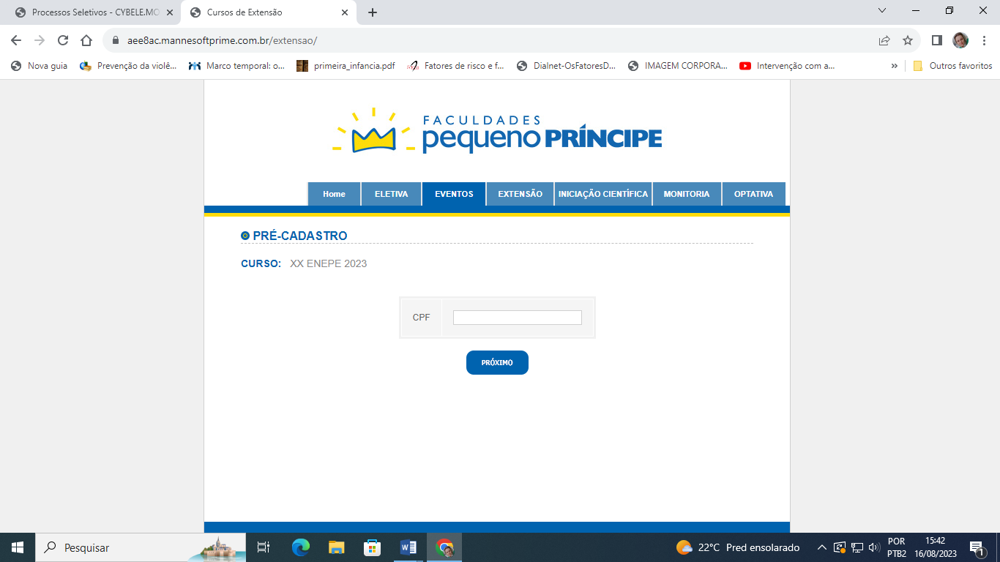 Processos Seletivos - CYBELE.MO
Cursos de Extensão
aee8ac.mannesoftprime.com.br/extensao/
Nova guia
Prevenção da violê...
Marco temporal: o...
primeira_infancia.pdf
Fatores de risco e f...
Dialnet-OsFatoresD...
IMAGEM CORPORA...
Intervenção com a...
»
Outros favoritos
FACULDADES
pequeno PRÍNCIPE
Home
ELETIVA
EVENTOS
EXTENSÃO
INICIAÇÃO CIENTÍFICA
MONITORIA
OPTATIVA
PRÉ-CADASTRO
CURSO: XX ENEPE 2023
CPF
PRÓXIMO
Pesquisar
22°C Pred ensolarado
POR
PTB2
15:42
16/08/2023
1